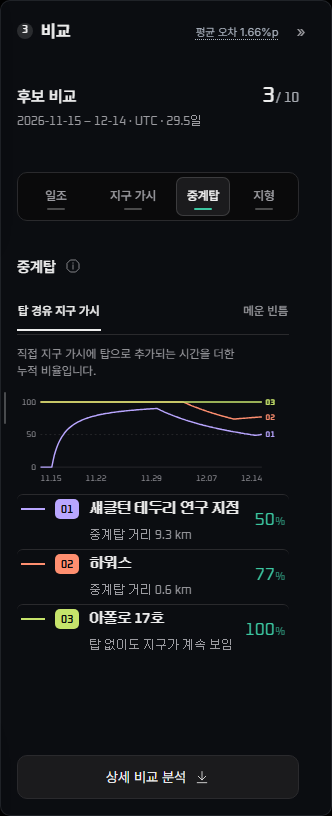 3 비교 평균 오차 1.66%p »
후보 비교 3 / 10
2026-11-15 – 12-14 · UTC · 29.5일
일조 지구 가시 중계탑 지형
중계탑
탑 경유 지구 가시 메운 빈틈
직접 지구 가시에 탑으로 추가되는 시간을 더한
누적 비율입니다.
100 03
02
50 01
0
11.15 11.22 11.29 12.07 12.14
01 섀클턴 테두리 연구 지점 50%
중계탑 거리 9.3 km
02 하워스 77%
중계탑 거리 0.6 km
03 아폴로 17호 100%
탑 없이도 지구가 계속 보임
상세 비교 분석